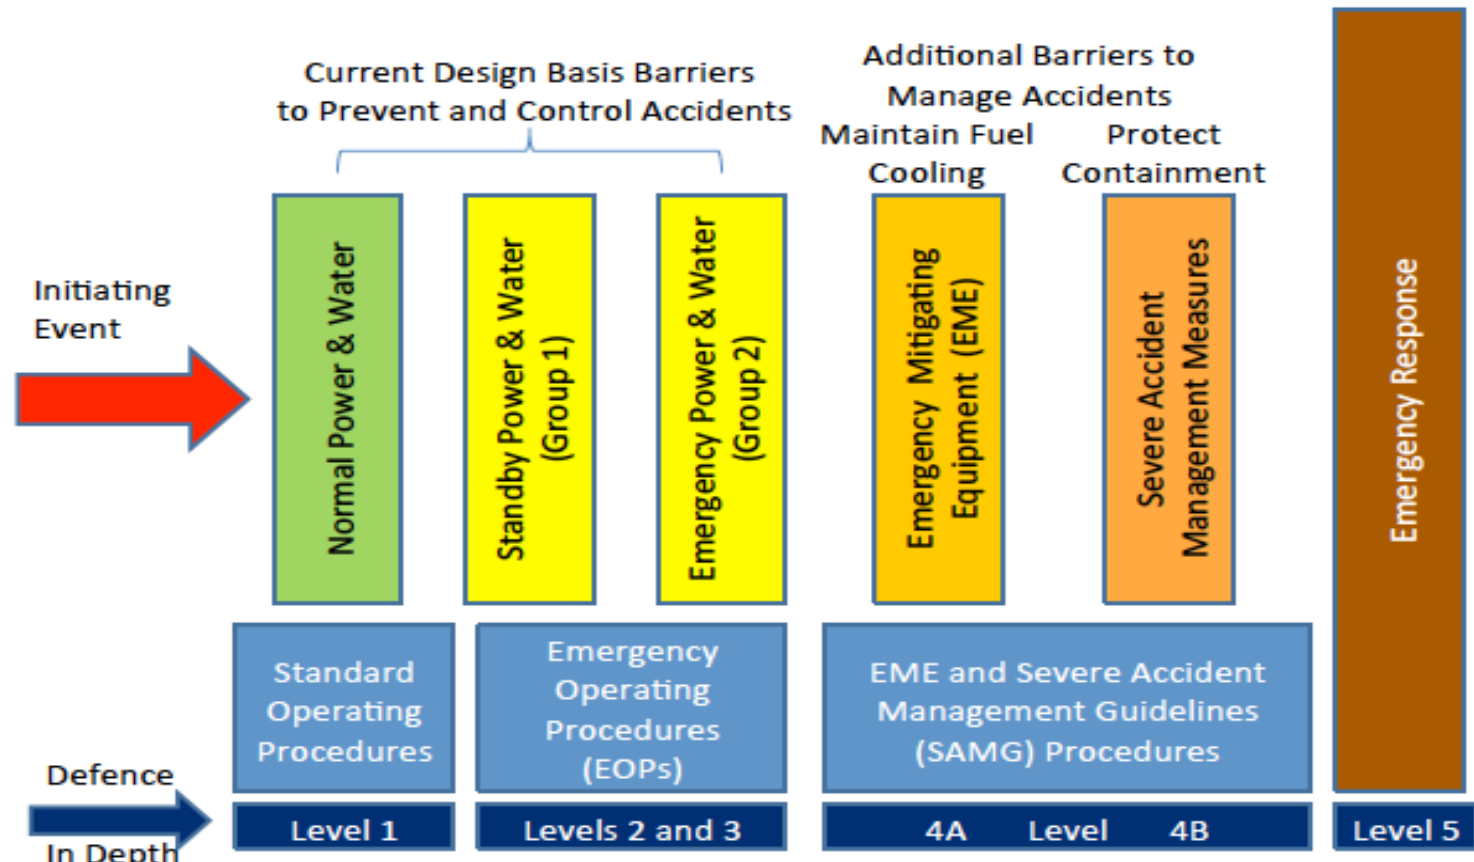 Current Design Basis Barriers
to Prevent and Control Accidents
Additional Barriers to
Manage Accidents
Maintain Fuel
Cooling
Protect
Containment
Initiating
Event
Normal Power & Water
Standby Power & Water
(Group 1)
Emergency Power & Water
(Group 2)
Emergency Mitigating
Equipment (EME)
Severe Accident
Management Measures
Emergency Response
Standard
Operating
Procedures
Emergency
Operating
Procedures
(EOPs)
EME and Severe Accident
Management Guidelines
(SAMG) Procedures
Defence
In Depth
Level 1
Levels 2 and 3
4A Level 4B
Level 5